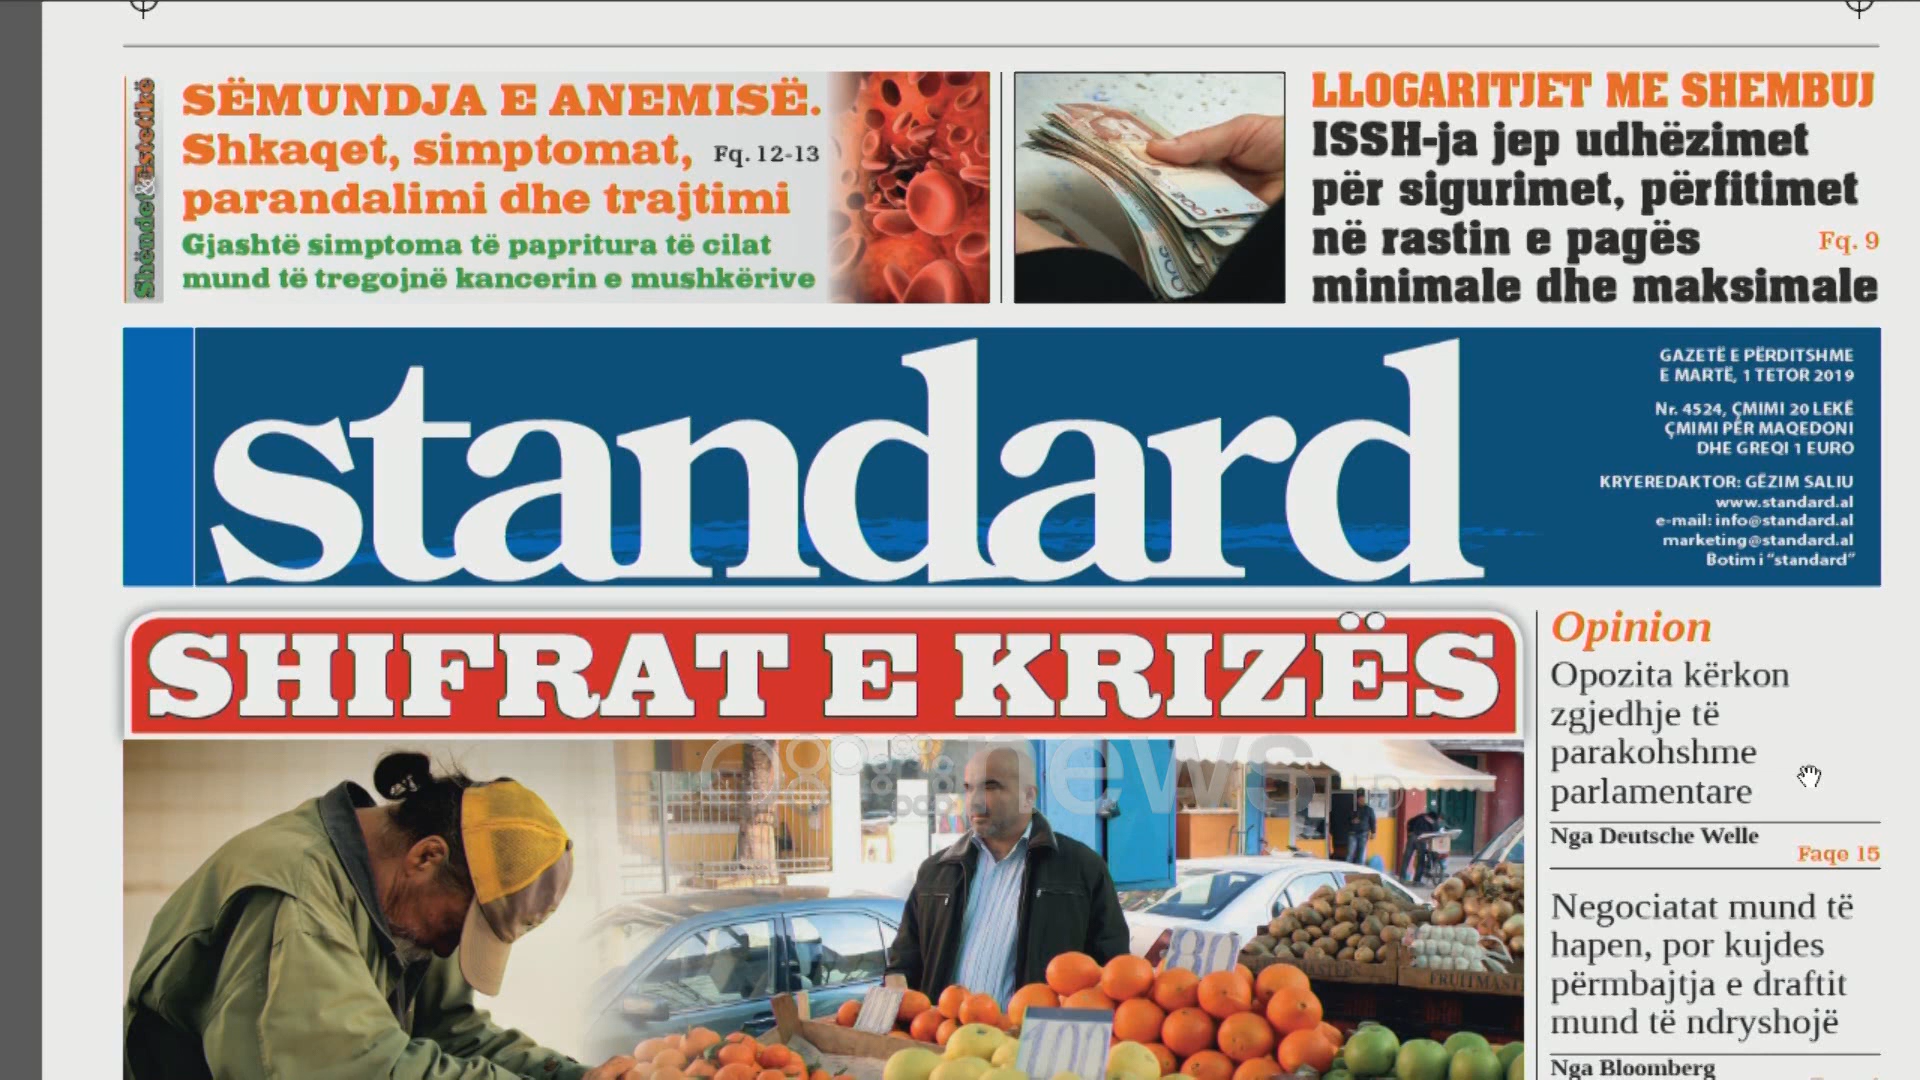 Shëndet&Estetikë
SËMUNDJA E ANEMISË.
Shkaqet, simptomat, Fq. 12-13
parandalimi dhe trajtimi
Gjashtë simptoma të papritura të cilat
mund të tregojnë kancerin e mushkërive
LLOGARITJET ME SHEMBUJ
ISSH-ja jep udhëzimet
për sigurimet, përfitimet
në rastin e pagës Fq. 9
minimale dhe maksimale
standard
GAZETË E PËRDITSHME
E MARTË, 1 TETOR 2019
Nr. 4524, ÇMIMI 20 LEKË
ÇMIMI PËR MAQEDONI
DHE GREQI 1 EURO
KRYEREDAKTOR: GËZIM SALIU
www.standard.al
e-mail: info@standard.al
marketing@standard.al
Botim i “standard”
SHIFRAT E KRIZËS
news
Opinion
Opozita kërkon
zgjedhje të
parakohshme
parlamentare
Nga Deutsche Welle
Faqe 15
Negociatat mund të
hapen, por kujdes
përmbajtja e draftit
mund të ndryshojë
Nga Bloomberg